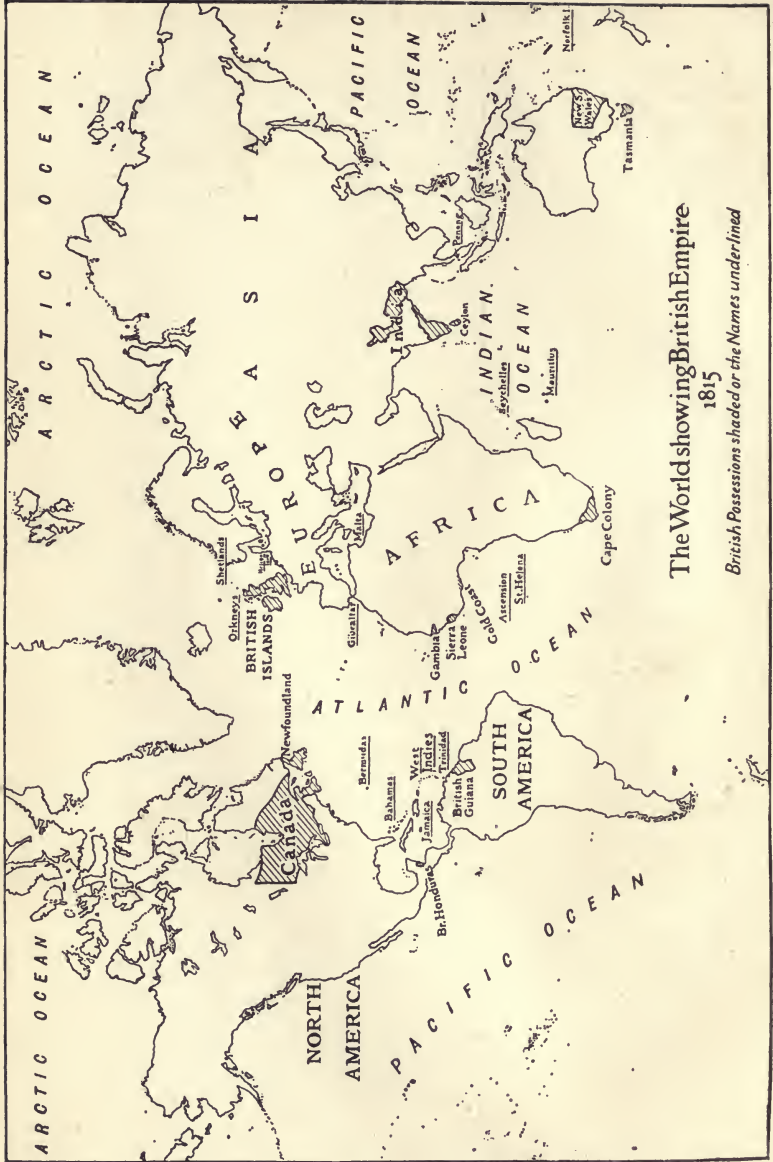 ARCTIC OCEAN
ARCTIC OCEAN
PACIFIC
OCEAN
EUROPE ASIA
Shetlands
Orkneys
BRITISH
ISLANDS
Newfoundland
Canada
NORTH
AMERICA
ATLANTIC OCEAN
Bermudas
Bahamas
West
Indies
Jamaica
Trinidad
Br. Honduras
British
Guiana
SOUTH
AMERICA
PACIFIC OCEAN
Gibraltar
Malta
AFRICA
Gambia
Sierra
Leone
Gold Coast
Ascension
St. Helena
Cape Colony
India
Ceylon
Penang
INDIAN
OCEAN
Seychelles
Mauritius
New S.
Wales
Tasmania
Norfolk I.
The World showing British Empire
1815
British Possessions shaded or the Names underlined